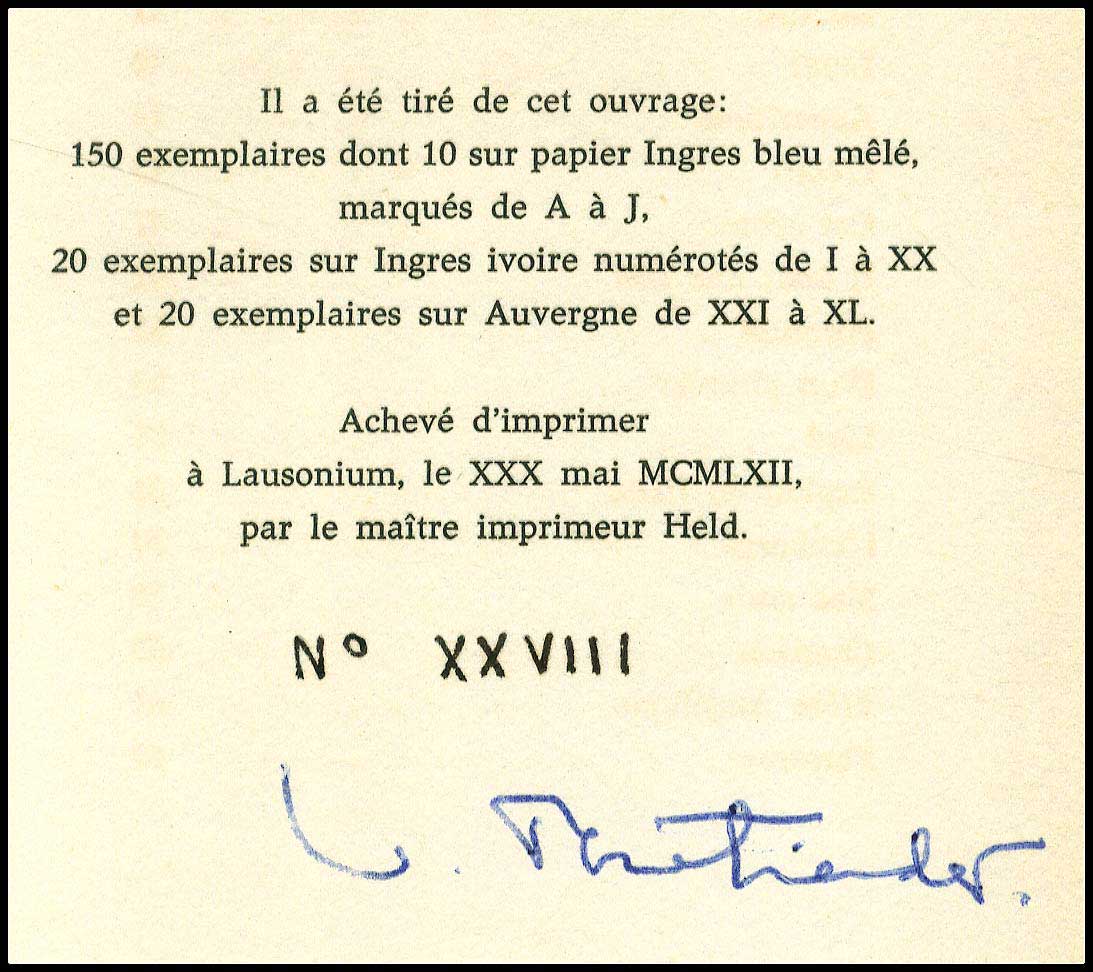 Il a été tiré de cet ouvrage:
150 exemplaires dont 10 sur papier Ingres bleu mêlé,
marqués de A à J,
20 exemplaires sur Ingres ivoire numérotés de I à XX
et 20 exemplaires sur Auvergne de XXI à XL.
Achevé d'imprimer
à Lausonium, le XXX mai MCMLXII,
par le maître imprimeur Held.
Nº XXVIII